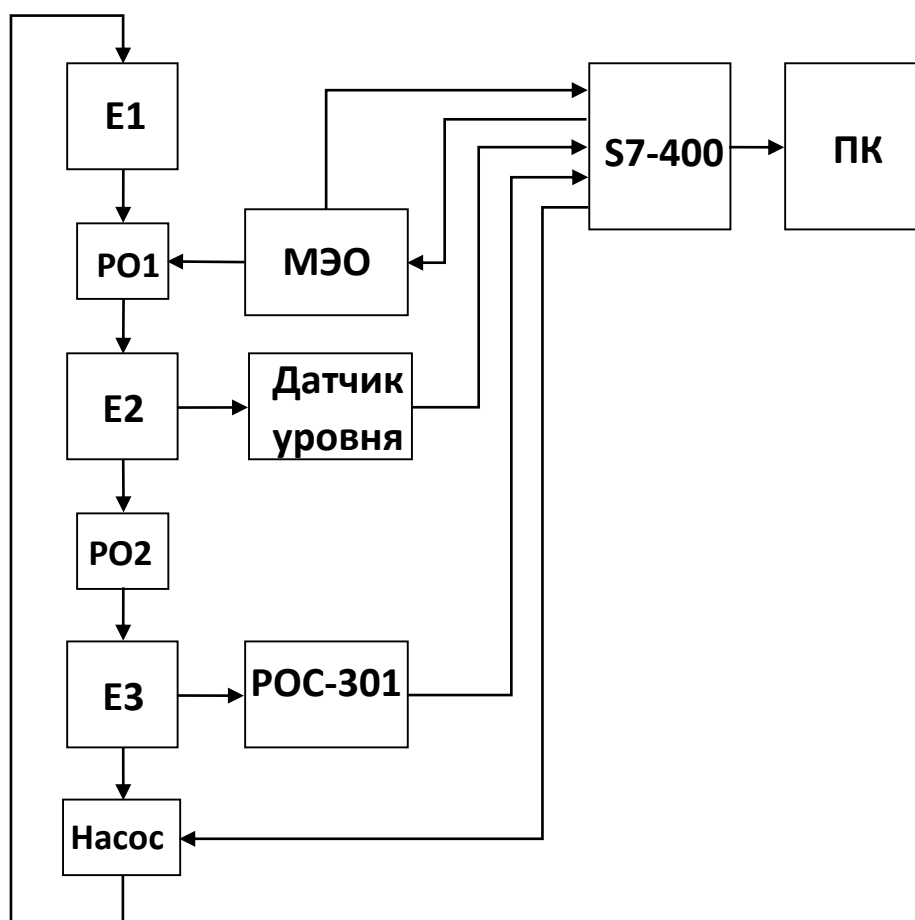 Е1
S7-400
ПК
РО1
МЭО
Е2
Датчик
уровня
РО2
Е3
РОС-301
Насос